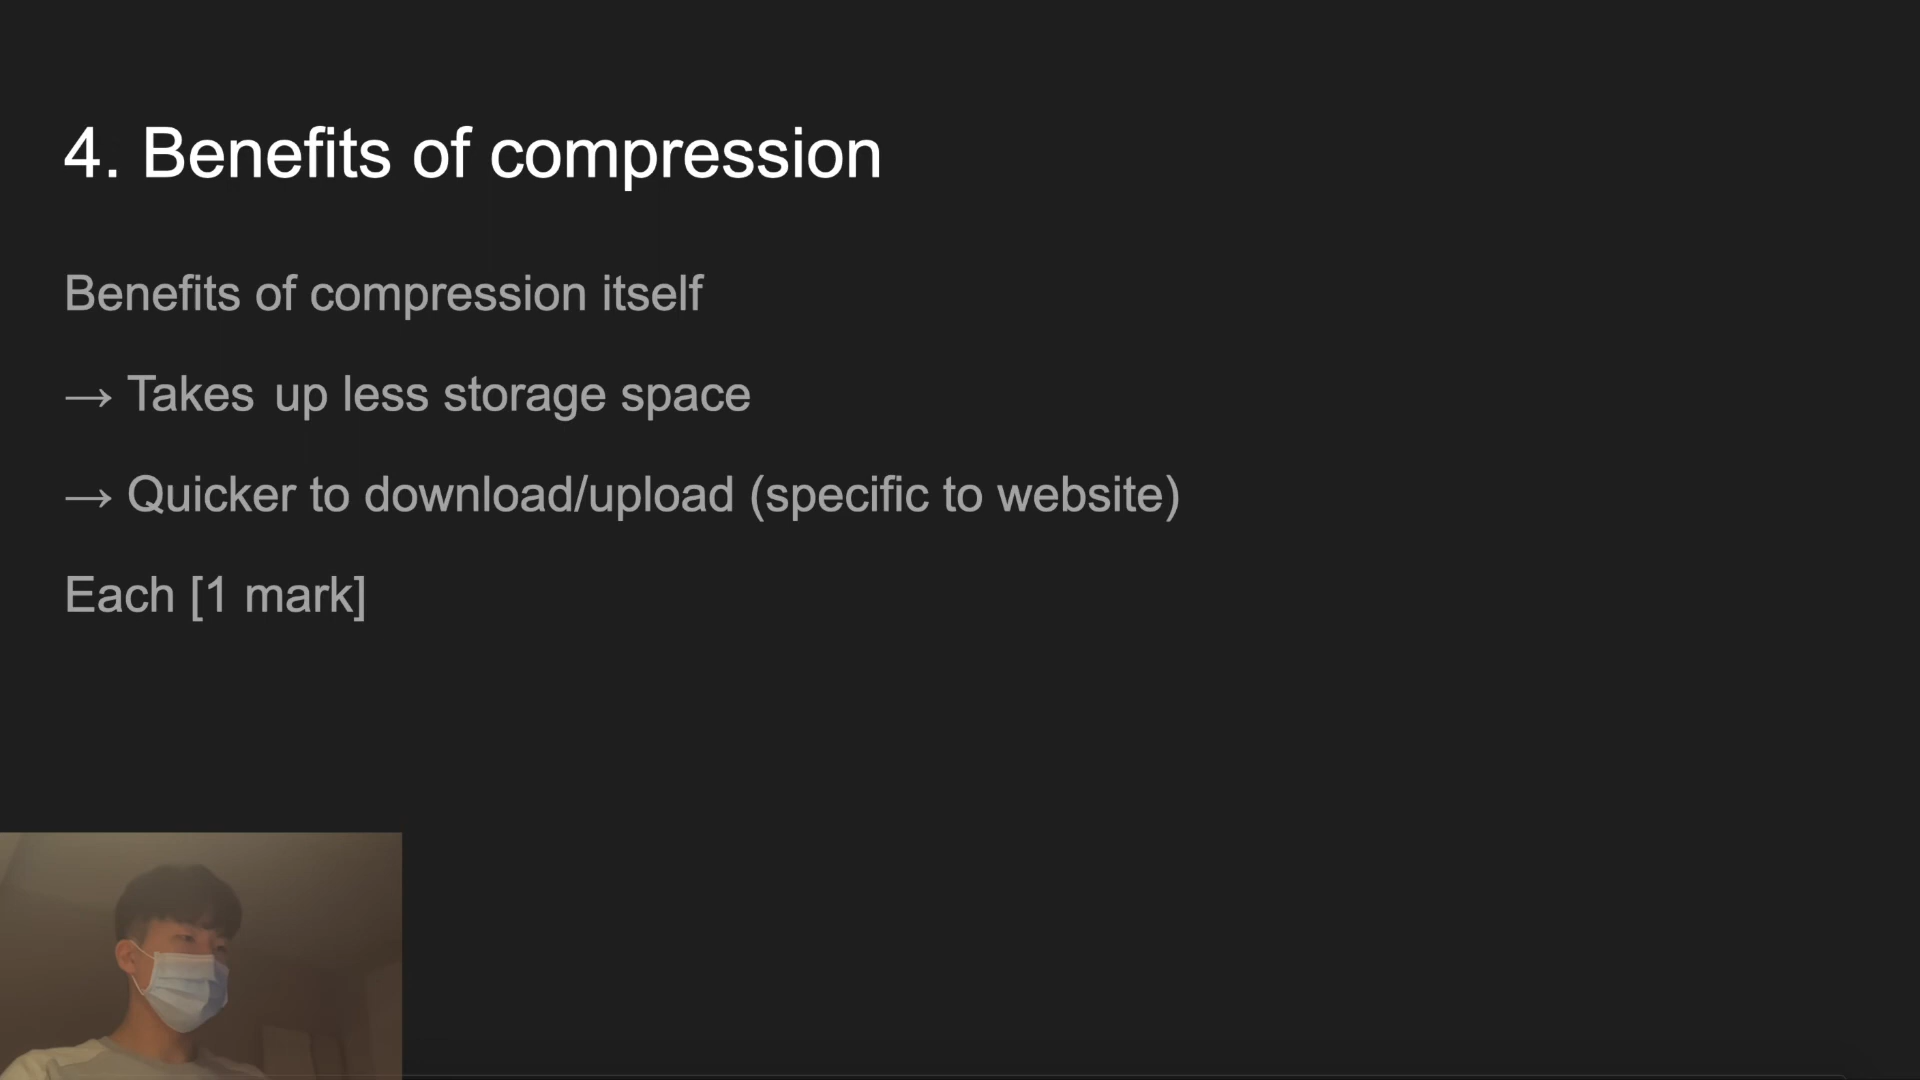 4. Benefits of compression
Benefits of compression itself
→ Takes up less storage space
→ Quicker to download/upload (specific to website)
Each [1 mark]